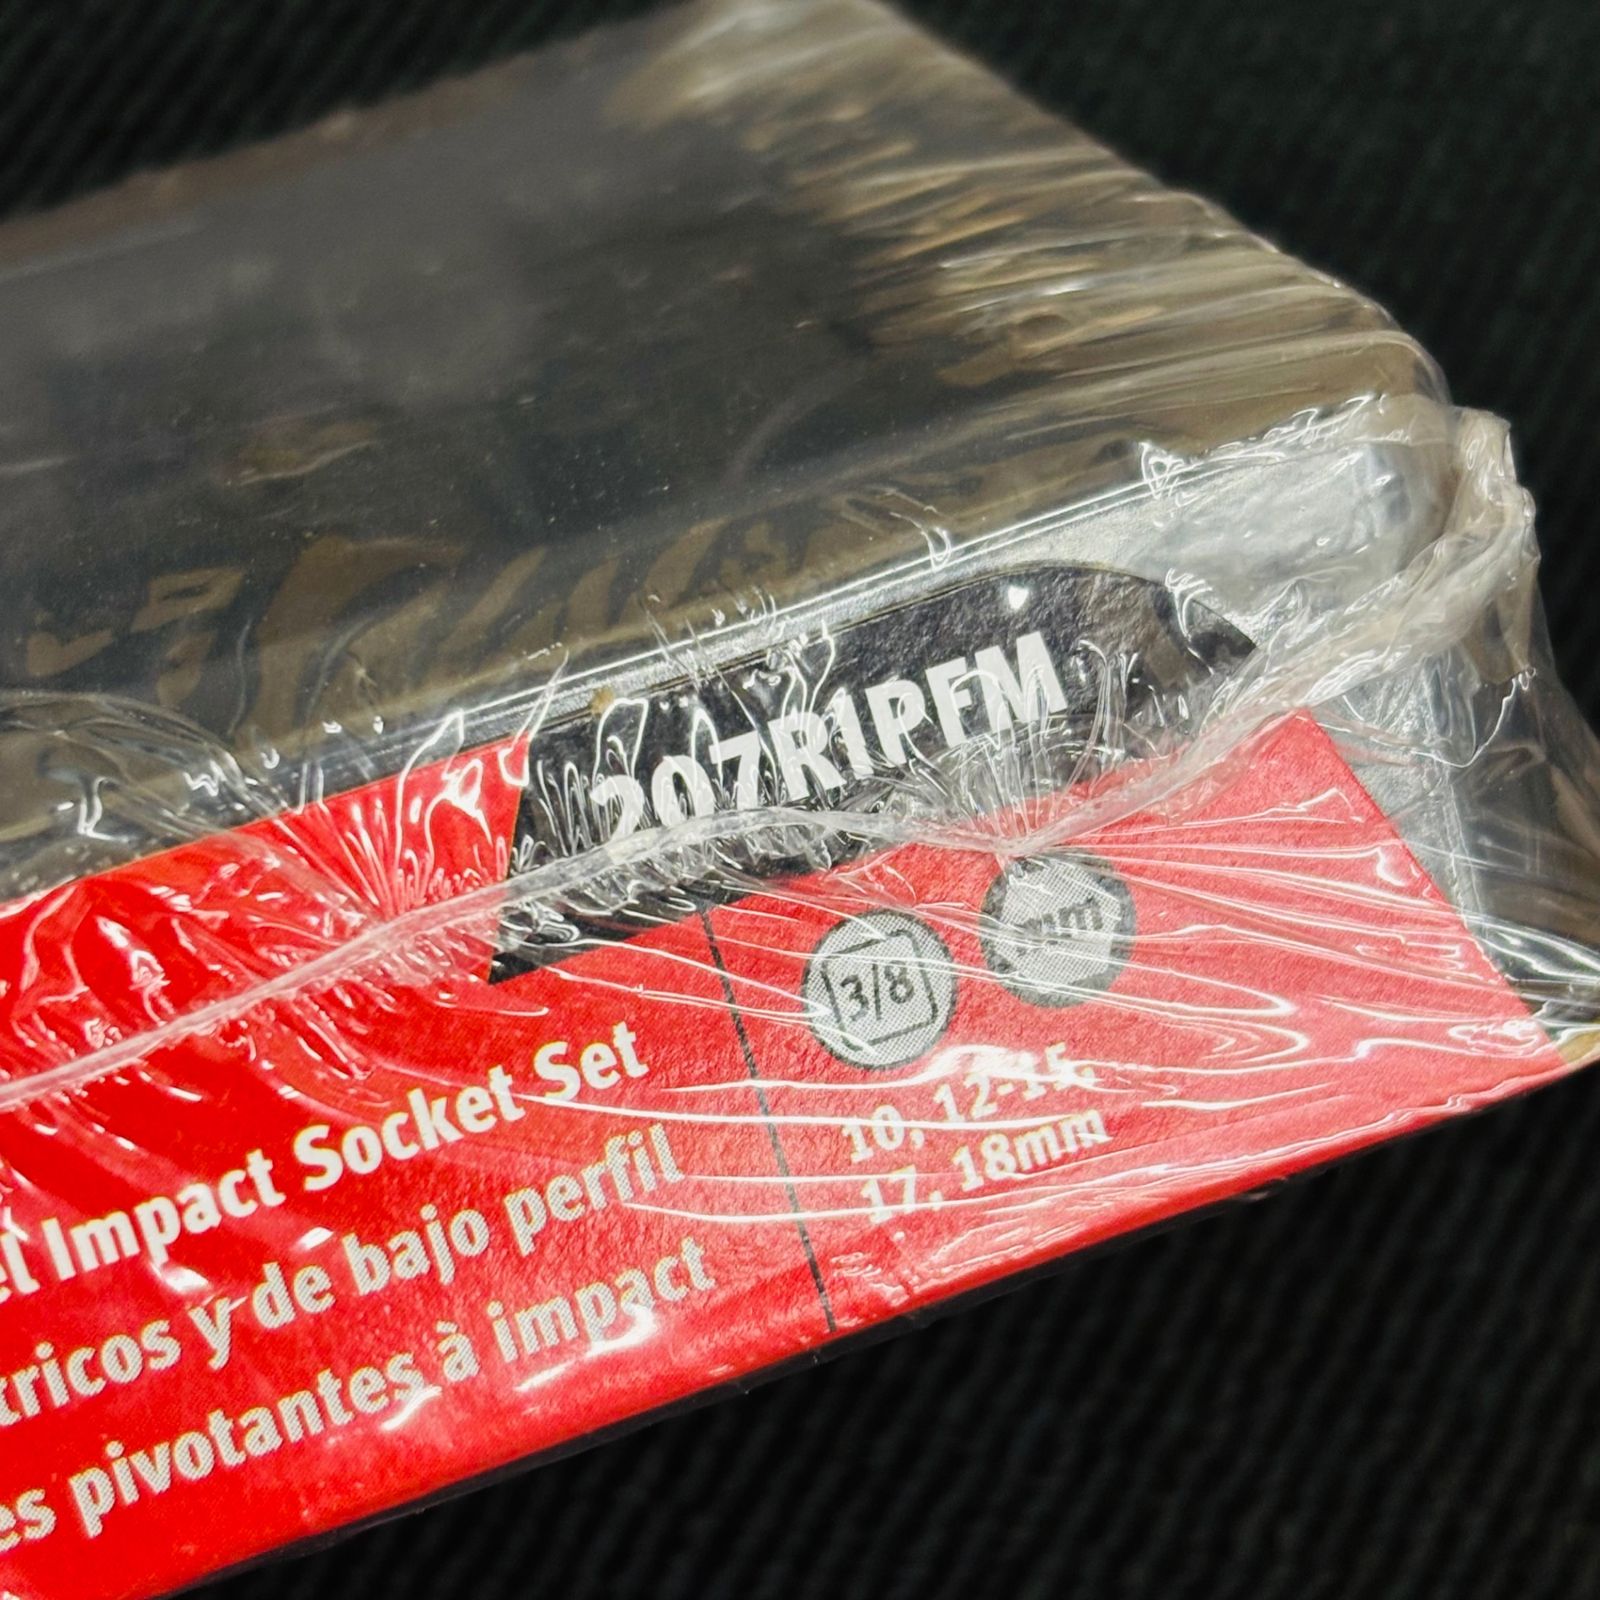 207RIPFM
3/8
mm
el Impact Socket Set
tricos y de bajo perfil
es pivotantes à impact
10, 12-15,
17, 18mm